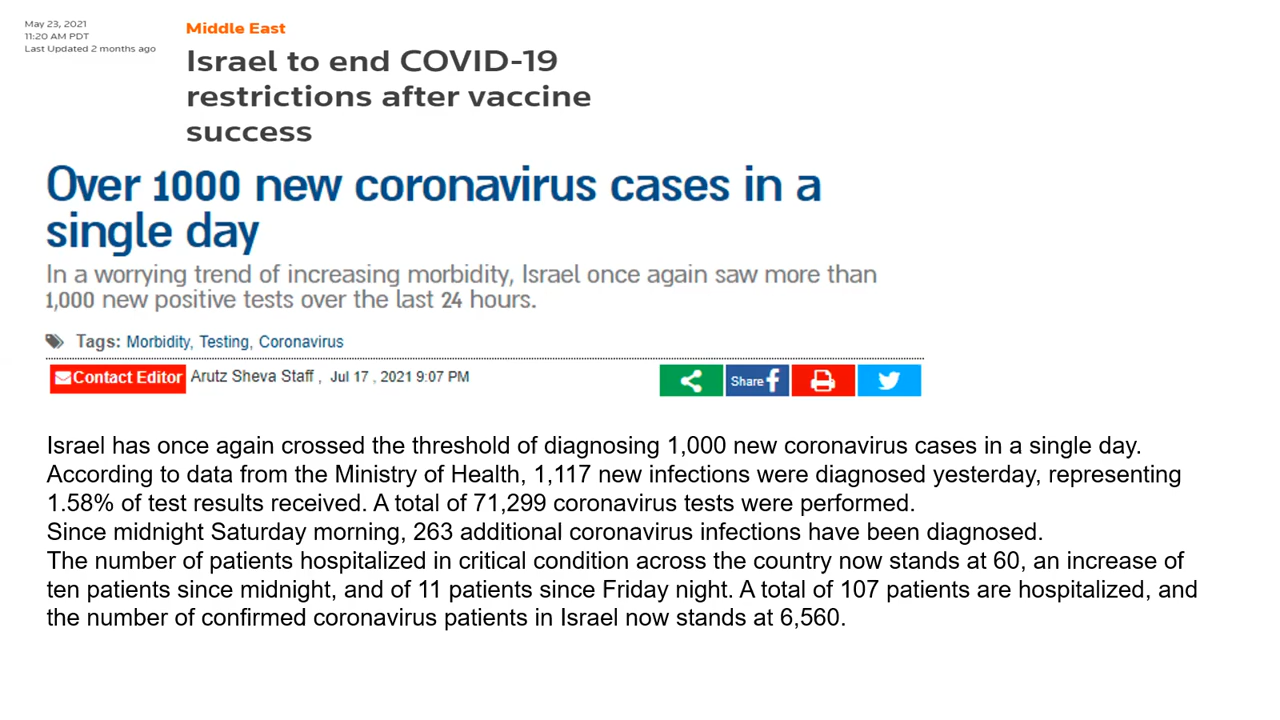 May 23, 2021
11:20 AM PDT
Last Updated 2 months ago
Middle East
Israel to end COVID-19
restrictions after vaccine
success
Over 1000 new coronavirus cases in a
single day
In a worrying trend of increasing morbidity, Israel once again saw more than
1,000 new positive tests over the last 24 hours.
Tags: Morbidity, Testing, Coronavirus
Contact Editor Arutz Sheva Staff , Jul 17 , 2021 9:07 PM Share f
Israel has once again crossed the threshold of diagnosing 1,000 new coronavirus cases in a single day.
According to data from the Ministry of Health, 1,117 new infections were diagnosed yesterday, representing
1.58% of test results received. A total of 71,299 coronavirus tests were performed.
Since midnight Saturday morning, 263 additional coronavirus infections have been diagnosed.
The number of patients hospitalized in critical condition across the country now stands at 60, an increase of
ten patients since midnight, and of 11 patients since Friday night. A total of 107 patients are hospitalized, and
the number of confirmed coronavirus patients in Israel now stands at 6,560.